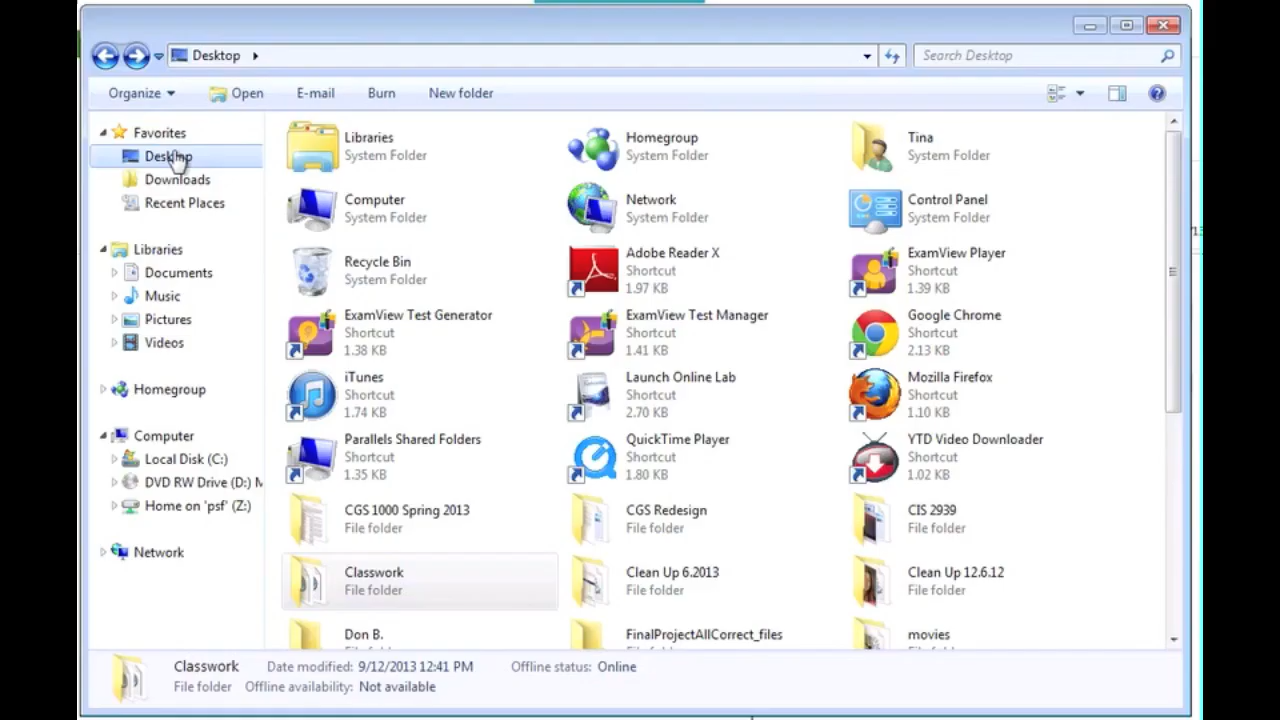 Desktop
Search Desktop
Organize
Open
E-mail
Burn
New folder
Favorites
Desktop
Downloads
Recent Places
Libraries
Documents
Music
Pictures
Videos
Homegroup
Computer
Local Disk (C:)
DVD RW Drive (D:) M
Home on 'psf' (Z:)
Network
Libraries
System Folder
Homegroup
System Folder
Tina
System Folder
Computer
System Folder
Network
System Folder
Control Panel
System Folder
Recycle Bin
System Folder
Adobe Reader X
Shortcut
1.97 KB
ExamView Player
Shortcut
1.39 KB
ExamView Test Generator
Shortcut
1.38 KB
ExamView Test Manager
Shortcut
1.41 KB
Google Chrome
Shortcut
2.13 KB
iTunes
Shortcut
1.74 KB
Launch Online Lab
Shortcut
2.70 KB
Mozilla Firefox
Shortcut
1.10 KB
Parallels Shared Folders
Shortcut
1.35 KB
QuickTime Player
Shortcut
1.80 KB
YTD Video Downloader
Shortcut
1.02 KB
CGS 1000 Spring 2013
File folder
CGS Redesign
File folder
CIS 2939
File folder
Classwork
File folder
Clean Up 6.2013
File folder
Clean Up 12.6.12
File folder
Don B.
FinalProjectAllCorrect_files
movies
Classwork
Date modified: 9/12/2013 12:41 PM
Offline status: Online
File folder
Offline availability: Not available